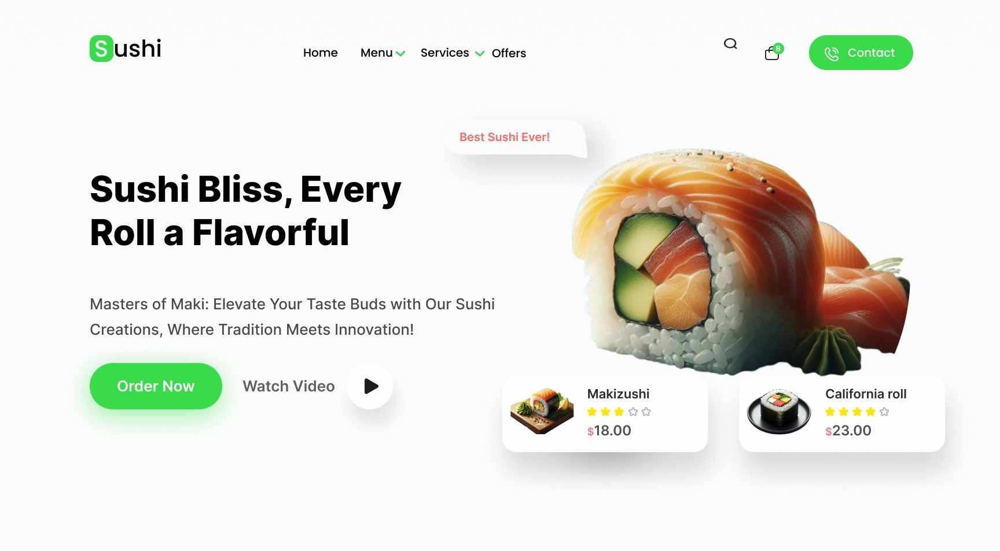 Sushi
Home Menu Services Offers
8
Contact
Best Sushi Ever!
Sushi Bliss, Every
Roll a Flavorful
Masters of Maki: Elevate Your Taste Buds with Our Sushi
Creations, Where Tradition Meets Innovation!
Order Now
Watch Video
Makizushi
$18.00
California roll
$23.00